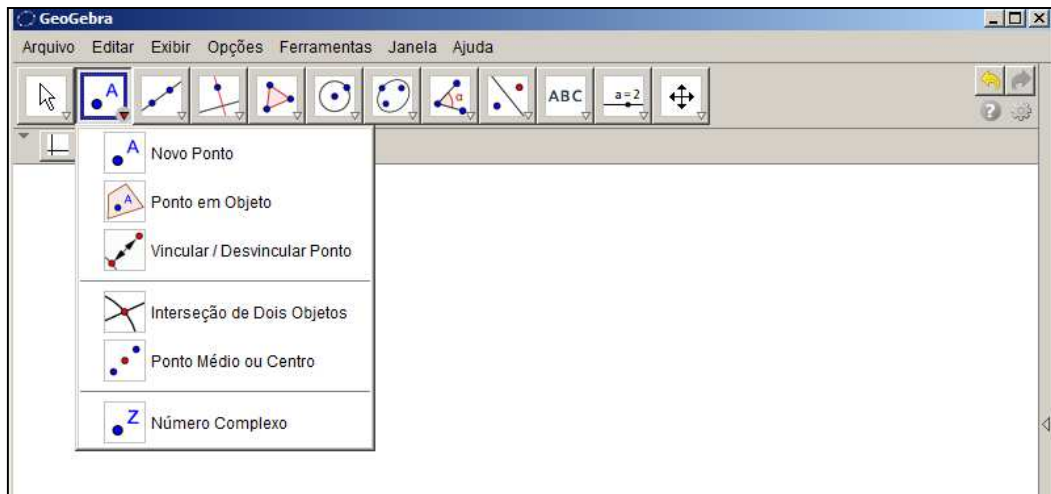 GeoGebra
Arquivo Editar Exibir Opções Ferramentas Janela Ajuda
A
α
ABC
a=2
A Novo Ponto
A Ponto em Objeto
Vincular / Desvincular Ponto
Interseção de Dois Objetos
Ponto Médio ou Centro
Z Número Complexo